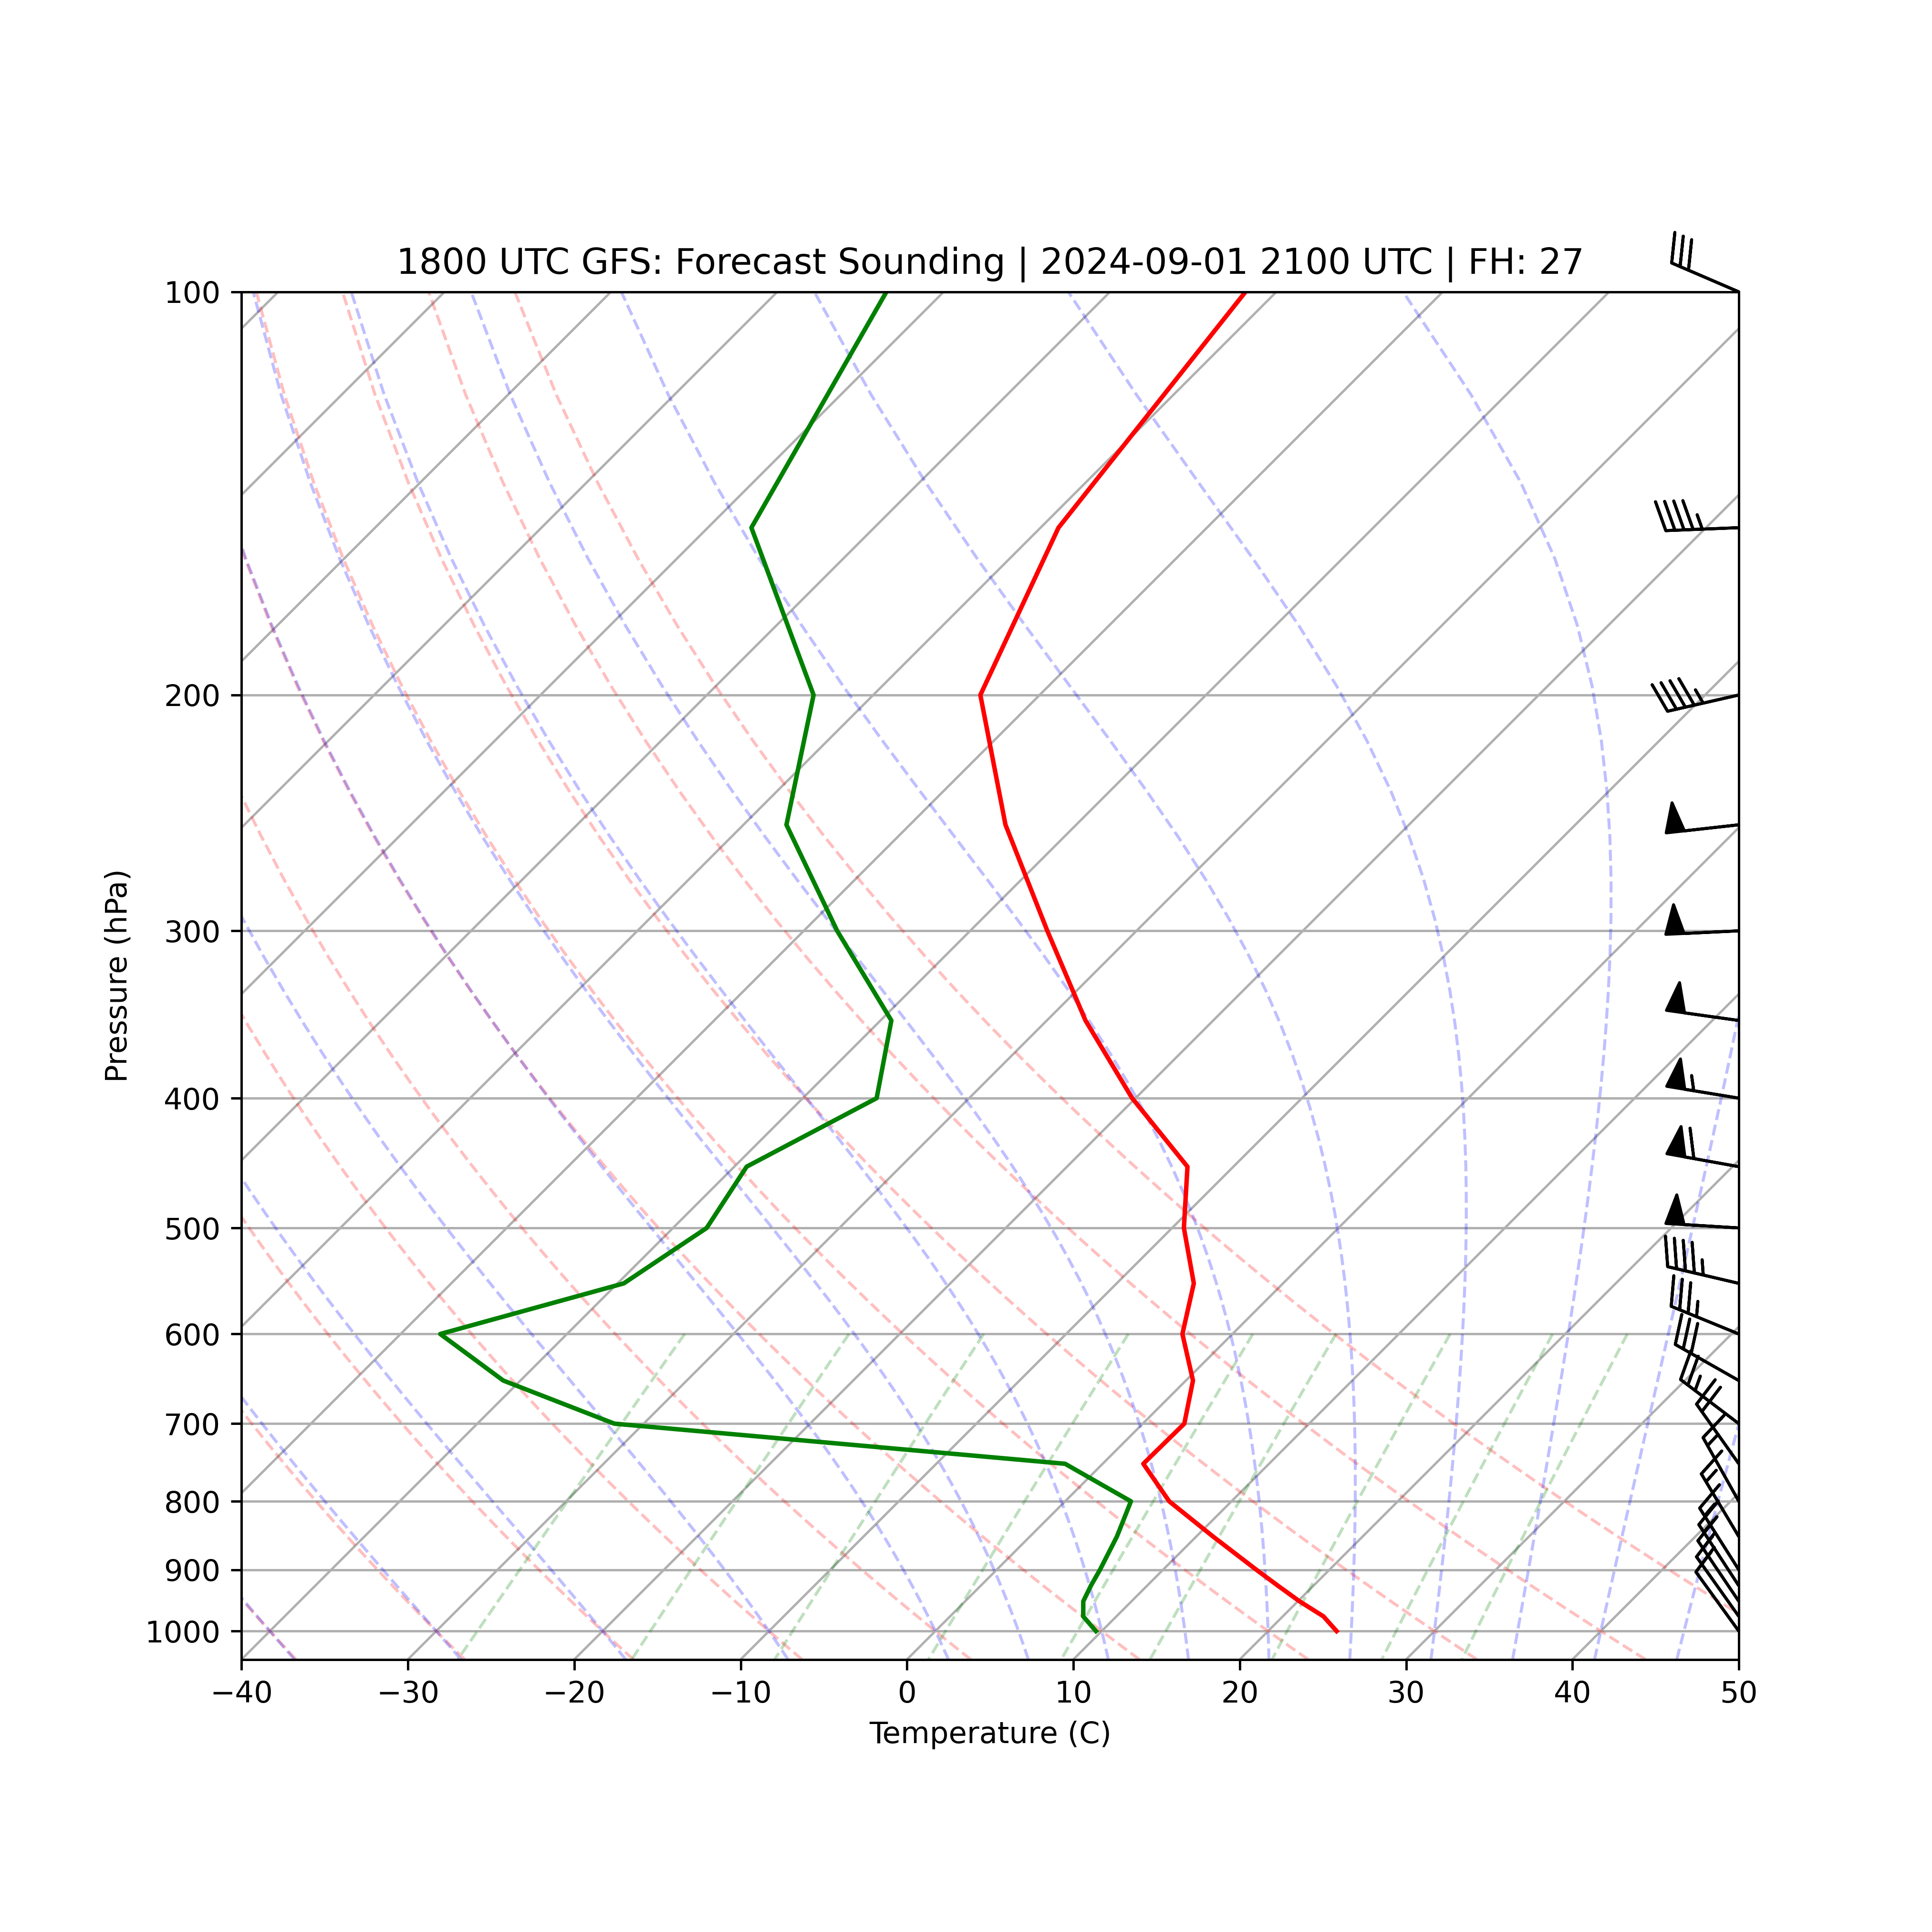 1800 UTC GFS: Forecast Sounding | 2024-09-01 2100 UTC | FH: 27
100
200
300
400
500
600
700
800
900
1000
Pressure (hPa)
−40 −30 −20 −10 0 10 20 30 40 50
Temperature (C)